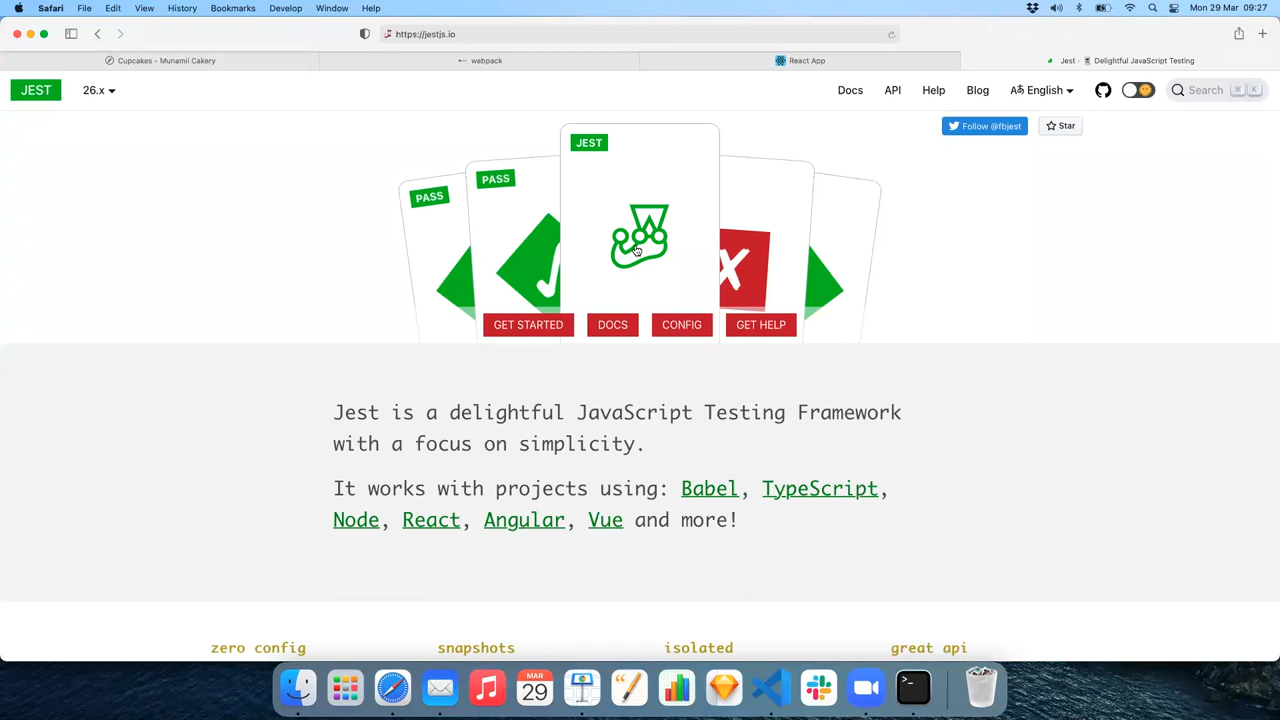 Safari File Edit View History Bookmarks Develop Window Help Mon 29 Mar 09:27
https://jestjs.io
Cupcakes - Munamii Cakery webpack React App Jest · Delightful JavaScript Testing
JEST 26.x Docs API Help Blog English Search ⌘ K
Follow @fbjest Star
JEST
PASS
PASS
GET STARTED DOCS CONFIG GET HELP
Jest is a delightful JavaScript Testing Framework
with a focus on simplicity.
It works with projects using: Babel, TypeScript,
Node, React, Angular, Vue and more!
zero config snapshots isolated great api
MAR
29